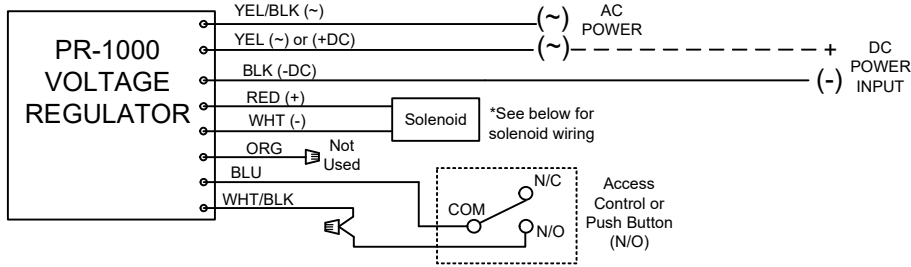 PR-1000
VOLTAGE
REGULATOR
YEL/BLK (~)
YEL (~) or (+DC)
BLK (-DC)
RED (+)
WHT (-)
ORG
BLU
WHT/BLK
(~)
(~)
AC
POWER
+
(-)
DC
POWER
INPUT
Solenoid
*See below for
solenoid wiring
Not
Used
COM
N/C
N/O
Access
Control or
Push Button
(N/O)